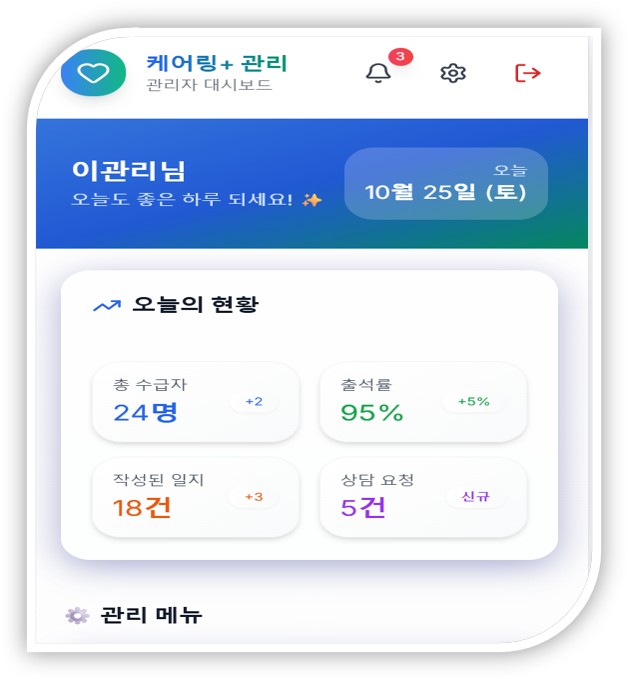 케어링+ 관리
관리자 대시보드
3
이관리님
오늘도 좋은 하루 되세요! ✨
오늘
10월 25일 (토)
오늘의 현황
총 수급자
24명
+2
출석률
95%
+5%
작성된 일지
18건
+3
상담 요청
5건
신규
관리 메뉴